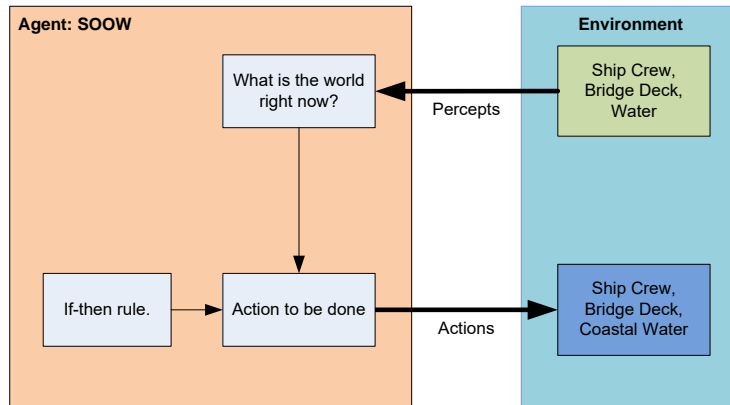 Agent: SOOW
Environment
What is the world
right now?
Percepts
Ship Crew,
Bridge Deck,
Water
If-then rule.
Action to be done
Actions
Ship Crew,
Bridge Deck,
Coastal Water